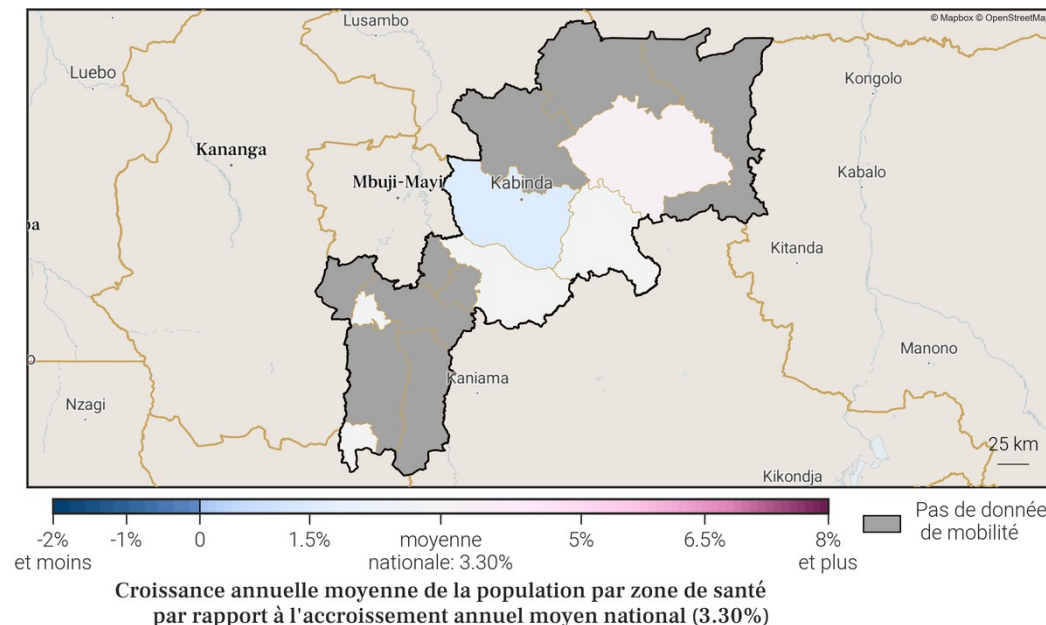 © Mapbox © OpenStreetMa
Lusambo
Luebo
Kongolo
Kananga
Mbuji-Mayi
Kabinda
Kabalo
ba
Kitanda
Manono
o
Kaniama
Nzagi
25 km
Kikondja
-2%
et moins
-1%
0
1.5%
moyenne
nationale: 3.30%
5%
6.5%
8%
et plus
Pas de donnée
de mobilité
Croissance annuelle moyenne de la population par zone de santé
par rapport à l'accroissement annuel moyen national (3.30%)